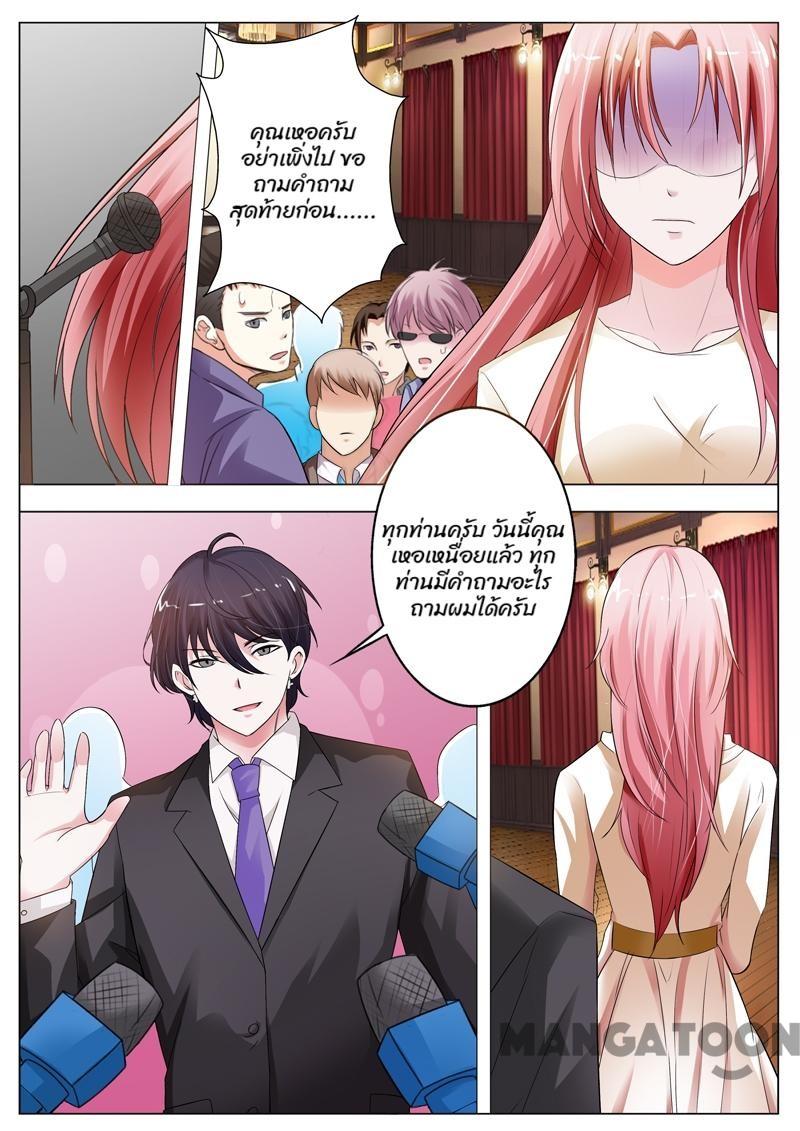 คุณเหอครับ
อย่าเพิ่งไป ขอ
ถามคำถาม
สุดท้ายก่อน......
ทุกท่านครับ วันนี้คุณ
เหอเหนื่อยแล้ว ทุก
ท่านมีคำถามอะไร
ถามผมได้ครับ
MANGATOON